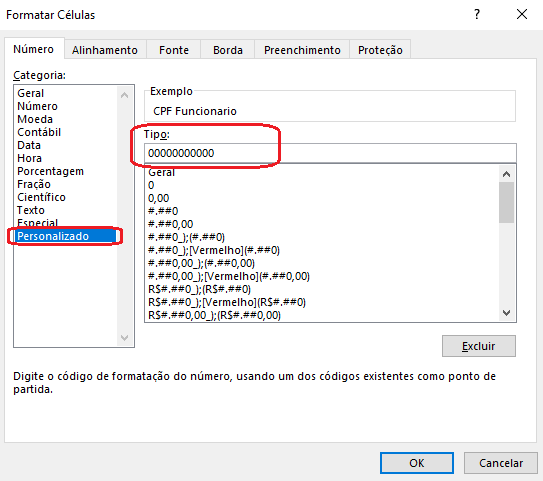 Formatar Células
Número Alinhamento Fonte Borda Preenchimento Proteção
Categoria:
Geral
Número
Moeda
Contábil
Data
Hora
Porcentagem
Fração
Científico
Texto
Especial
Personalizado
Exemplo
CPF Funcionario
Tipo:
00000000000
Geral
0
0,00
#.##0
#.##0,00
#.##0_);(#.##0)
#.##0_);[Vermelho](#.##0)
#.##0,00_);(#.##0,00)
#.##0,00_);[Vermelho](#.##0,00)
R$#.##0_);(R$#.##0)
R$#.##0_);[Vermelho](R$#.##0)
R$#.##0,00_);(R$#.##0,00)
Excluir
Digite o código de formatação do número, usando um dos códigos existentes como ponto de
partida.
OK Cancelar